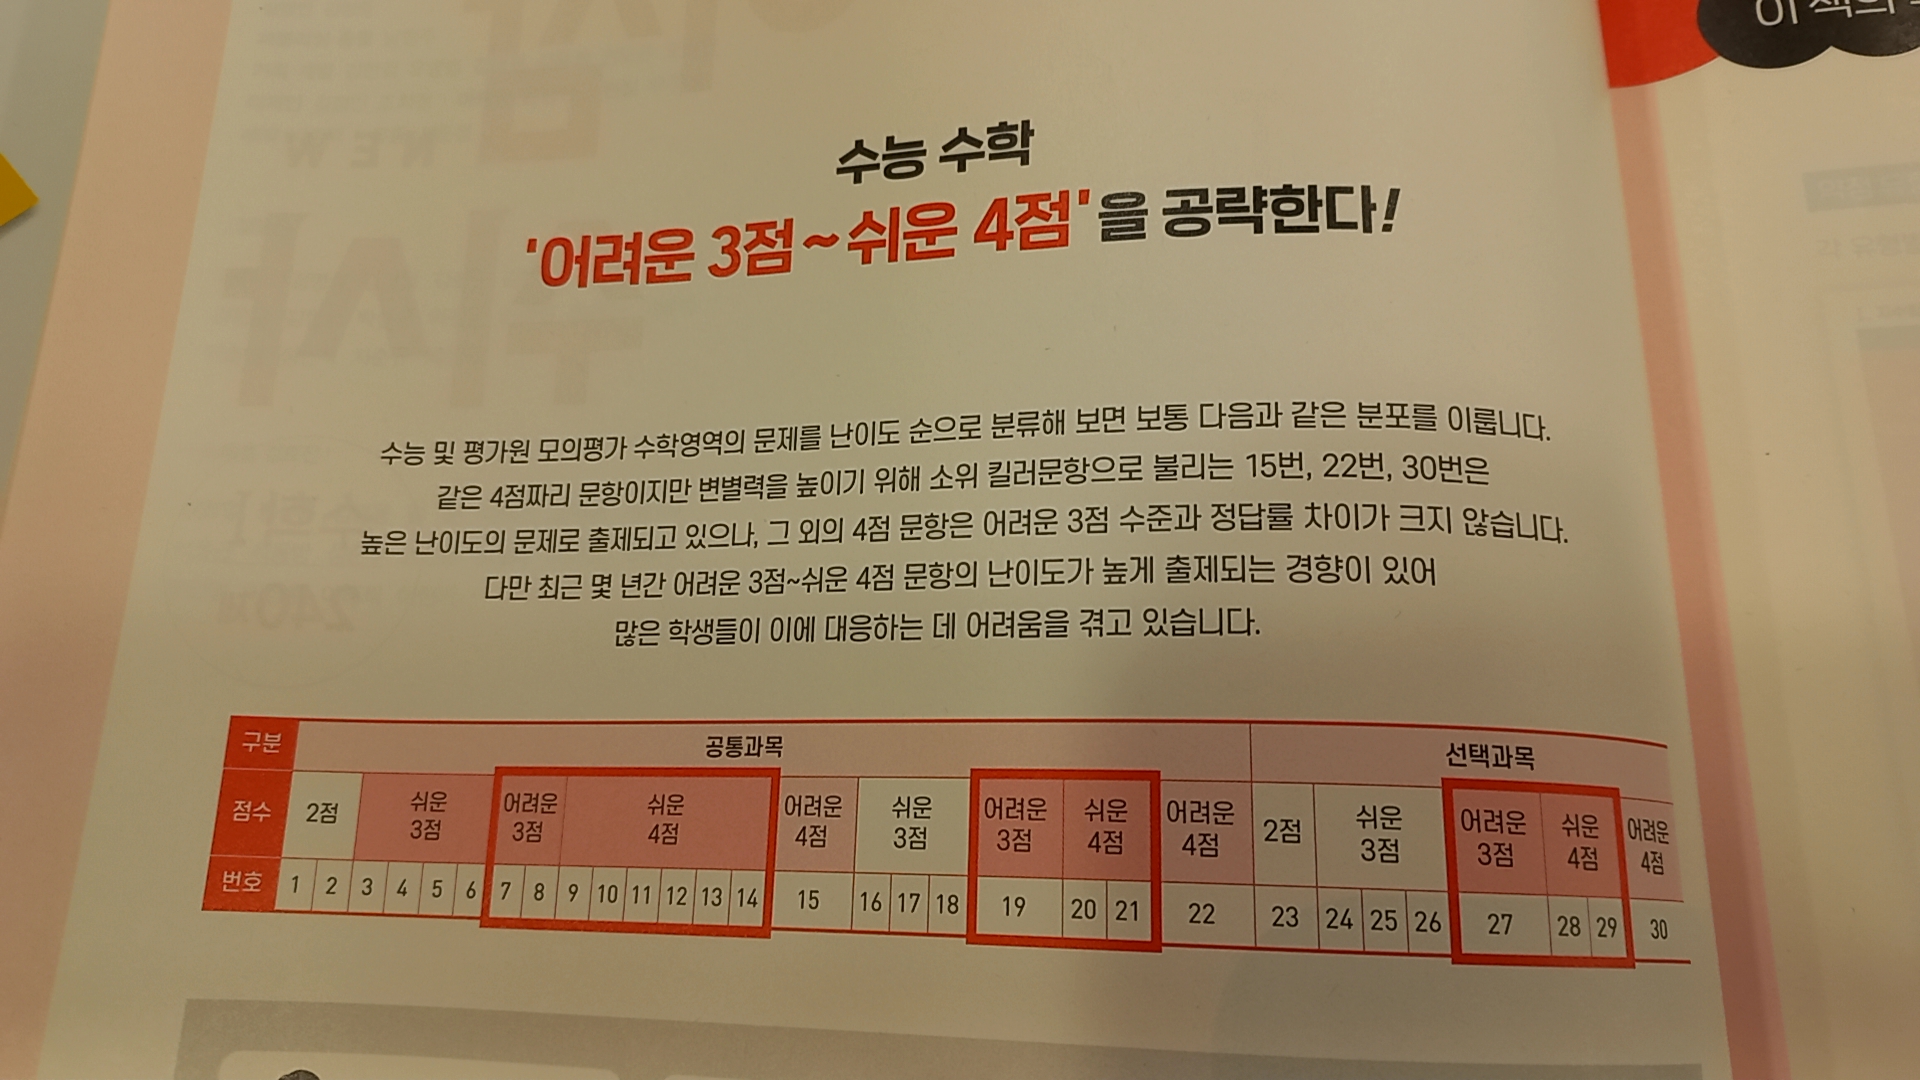 수능 수학
'어려운 3점~쉬운 4점'을 공략한다!
수능 및 평가원 모의평가 수학영역의 문제를 난이도 순으로 분류해 보면 보통 다음과 같은 분포를 이룹니다.
같은 4점짜리 문항이지만 변별력을 높이기 위해 소위 킬러문항으로 불리는 15번, 22번, 30번은
높은 난이도의 문제로 출제되고 있으나, 그 외의 4점 문항은 어려운 3점 수준과 정답률 차이가 크지 않습니다.
다만 최근 몇 년간 어려운 3점~쉬운 4점 문항의 난이도가 높게 출제되는 경향이 있어
많은 학생들이 이에 대응하는 데 어려움을 겪고 있습니다.
구분 공통과목 선택과목
점수 2점 쉬운 3점 어려운 3점 쉬운 4점 어려운 4점 쉬운 3점 어려운 3점 쉬운 4점 어려운 4점 2점 쉬운 3점 어려운 3점 쉬운 4점 어려운 4점
번호 1 2 3 4 5 6 7 8 9 10 11 12 13 14 15 16 17 18 19 20 21 22 23 24 25 26 27 28 29 30